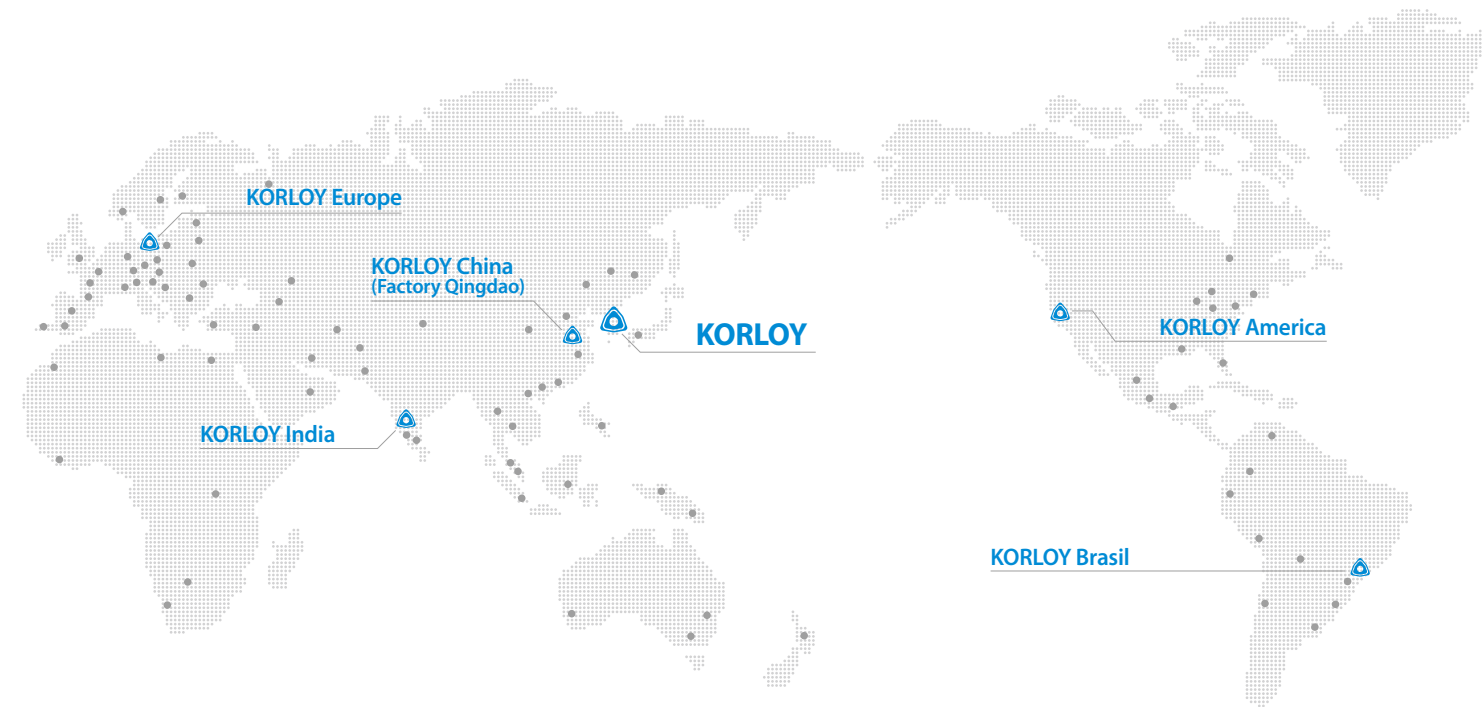 KORLOY Europe
KORLOY China
(Factory Qingdao)
KORLOY
KORLOY America
KORLOY India
KORLOY Brasil